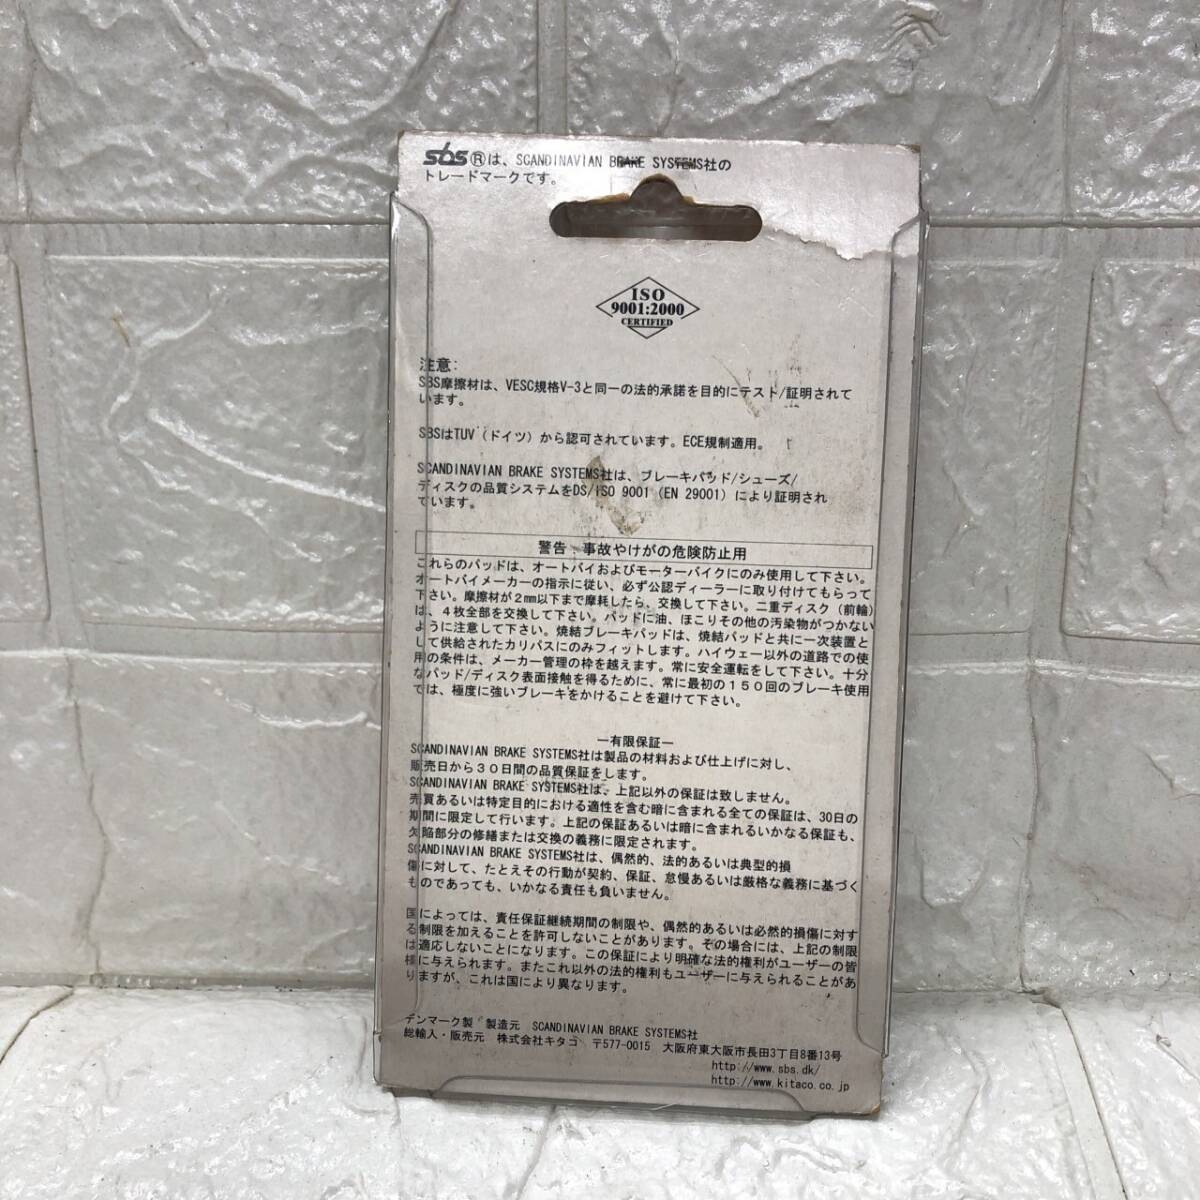 sbs®は、SCANDINAVIAN BRAKE SYSTEMS社の
トレードマークです。
ISO
9001:2000
CERTIFIED
注意:
SBS摩擦材は、VESC規格V-3と同一の法的承諾を目的にテスト/証明されて
います。
SBSはTUV（ドイツ）から認可されています。ECE規制適用。
SCANDINAVIAN BRAKE SYSTEMS社は、ブレーキパッド/シューズ/
ディスクの品質システムをDS/ISO 9001（EN 29001）により証明され
ています。
警告 、事故やけがの危険防止用
これらのパッドは、オートバイおよびモーターバイクにのみ使用して下さい。
オートバイメーカーの指示に従い、必ず公認ディーラーに取り付けてもらって
下さい。摩擦材が２mm以下まで摩耗したら、交換して下さい。二重ディスク（前輪）
は、４枚全部を交換して下さい。パッドに油、ほこりその他の汚染物がつかない
ように注意して下さい。焼結ブレーキパッドは、焼結パッドと共に一次装置と
して供給されたカリパスにのみフィットします。ハイウェー以外の道路での使
用の条件は、メーカー管理の枠を越えます。常に安全運転をして下さい。十分
なパッド/ディスク表面接触を得るために、常に最初の１５０回のブレーキ使用
では、極度に強いブレーキをかけることを避けて下さい。
―有限保証―
SCANDINAVIAN BRAKE SYSTEMS社は製品の材料および仕上げに対し、
販売日から３０日間の品質保証をします。
SCANDINAVIAN BRAKE SYSTEMS社は、上記以外の保証は致しません。
売買あるいは特定目的における適性を含む暗に含まれる全ての保証は、30日の
期間に限定して行います。上記の保証あるいは暗に含まれるいかなる保証も、
欠陥部分の修繕または交換の義務に限定されます。
SCANDINAVIAN BRAKE SYSTEMS社は、偶然的、法的あるいは典型的損
傷に対して、たとえその行動が契約、保証、怠慢あるいは厳格な義務に基づく
ものであっても、いかなる責任も負いません。
国によっては、責任保証継続期間の制限や、偶然的あるいは必然的損傷に対す
る制限を加えることを許可しないことがあります。その場合には、上記の制限
は適応しないことになります。この保証により明確な法的権利がユーザーの皆
様に与えられます。またこれ以外の法的権利もユーザーに与えられることがあ
りますが、これは国により異なります。
デンマーク製 製造元 SCANDINAVIAN BRAKE SYSTEMS社
総輸入・販売元 株式会社キタコ 〒577-0015 大阪府東大阪市長田3丁目8番13号
http://www.sbs.dk/
http://www.kitaco.co.jp